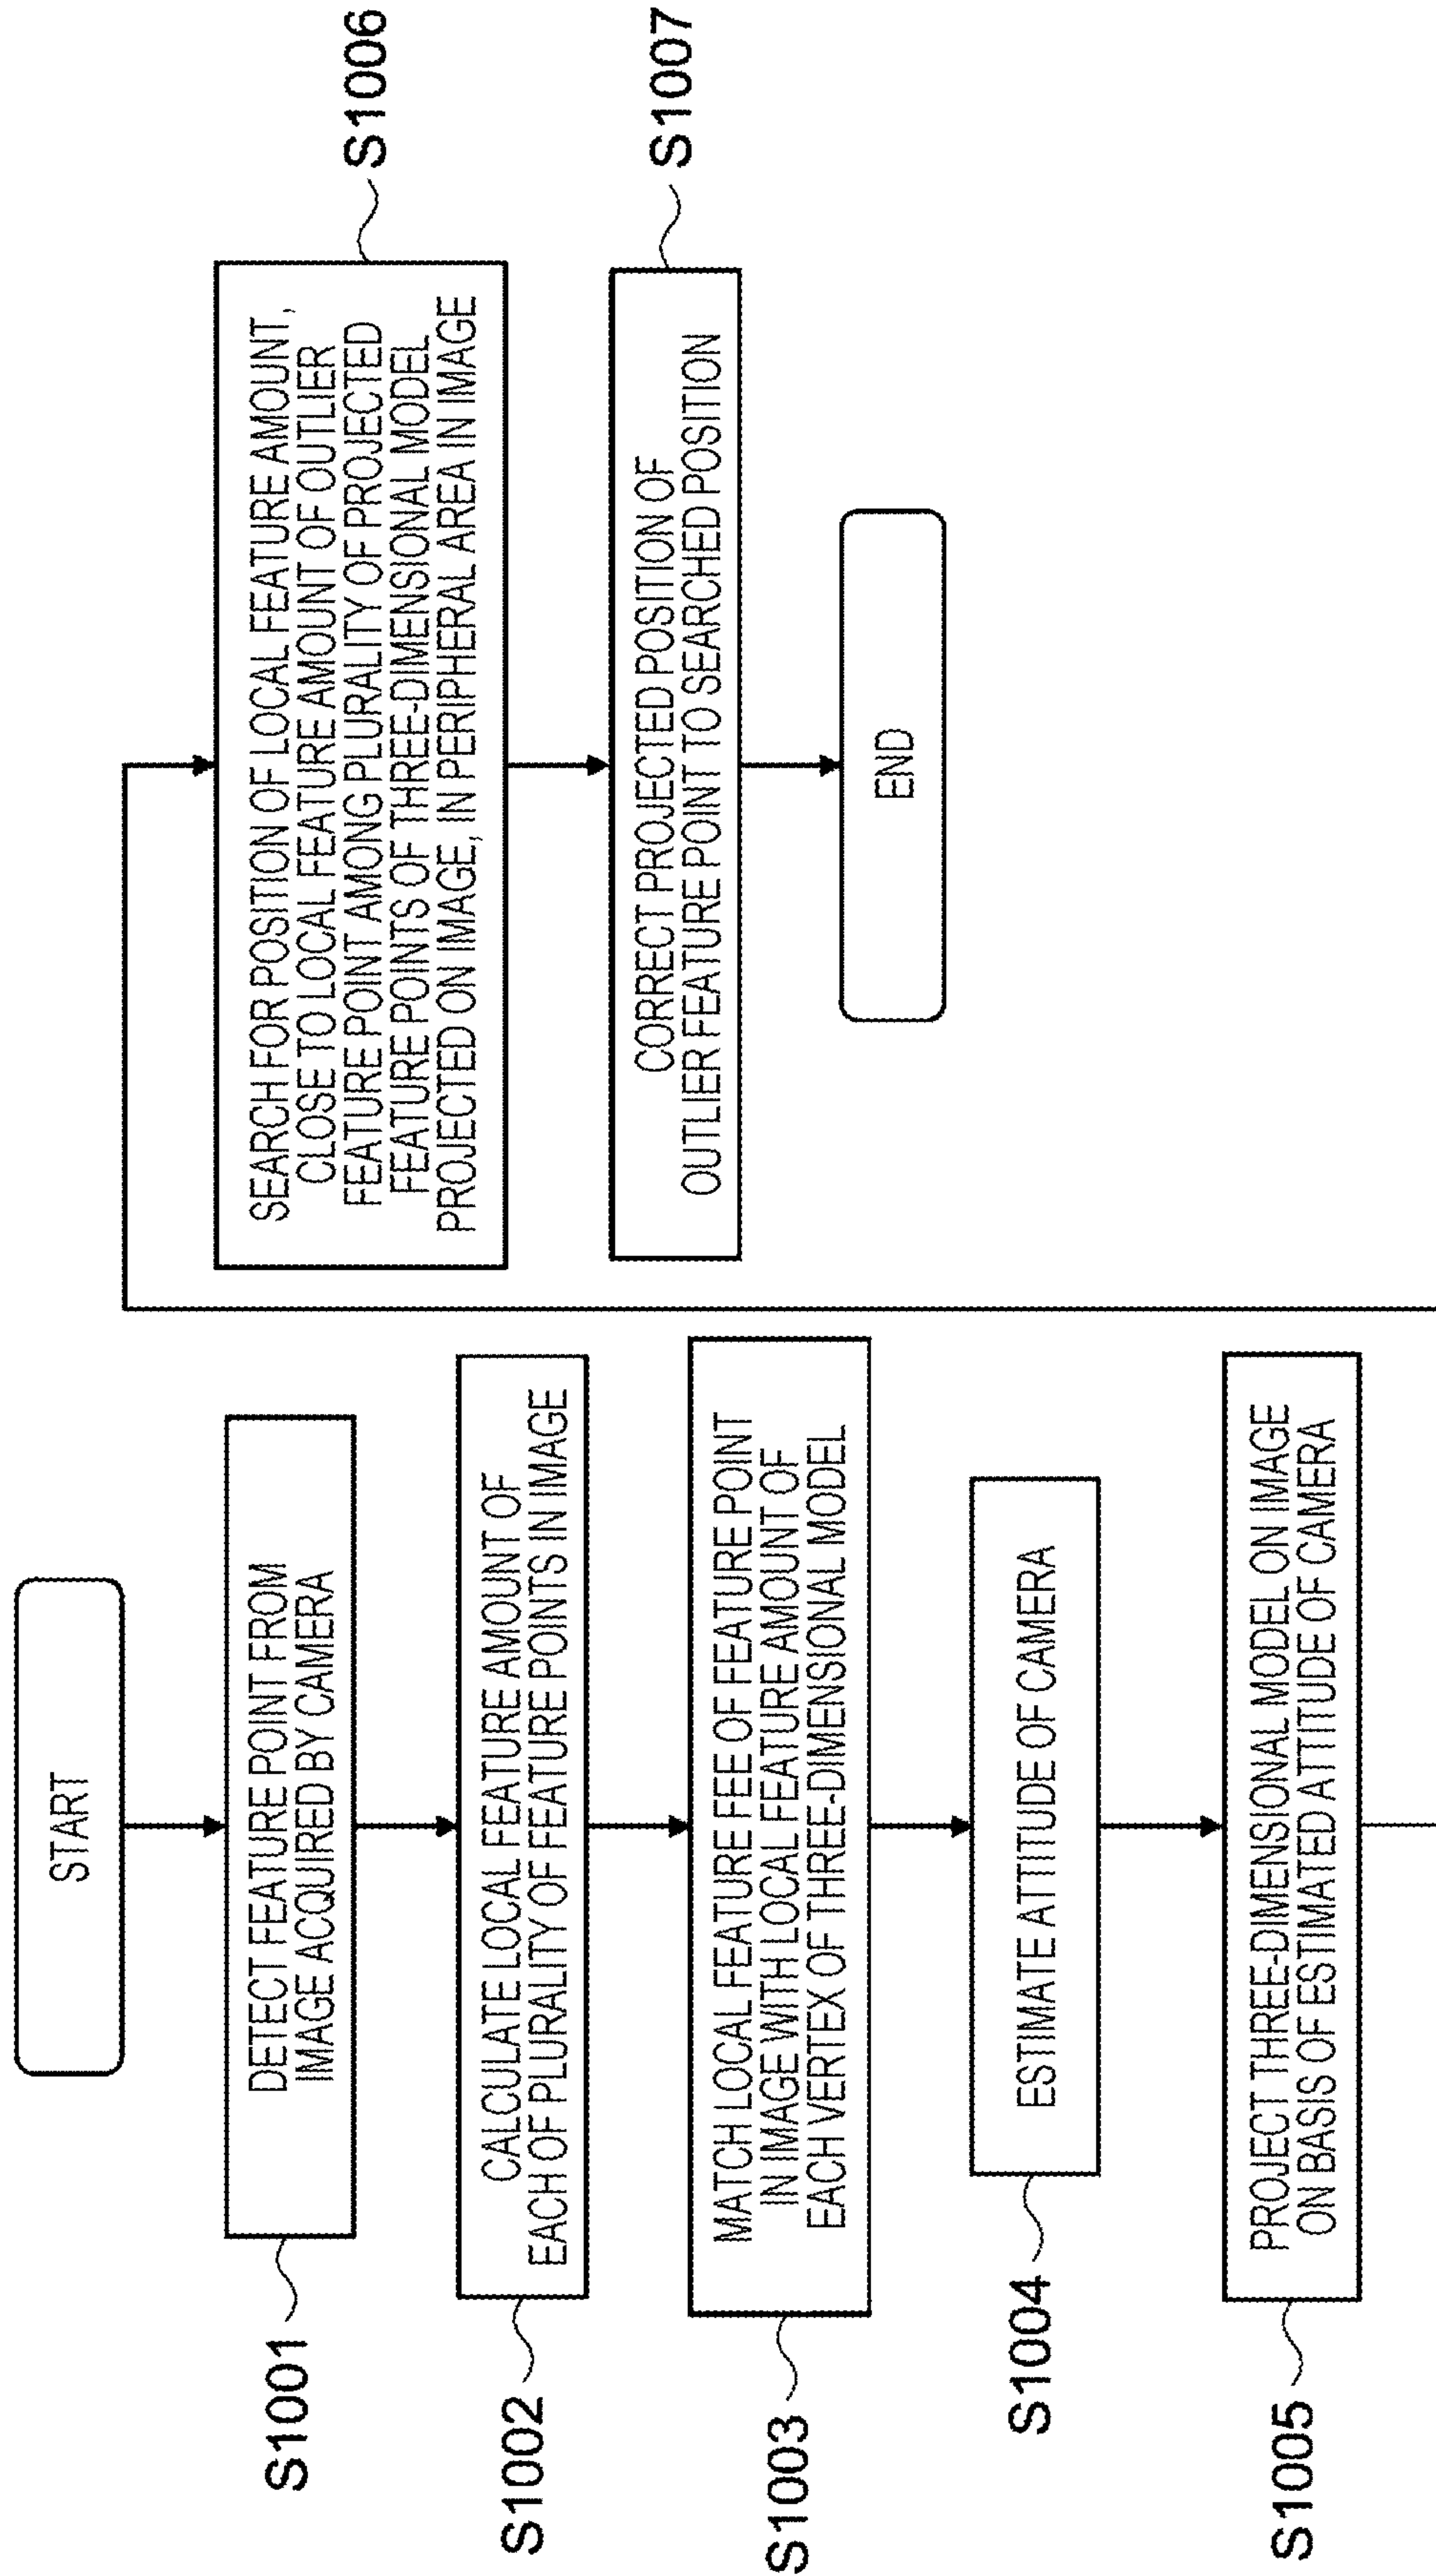 START
S1001
DETECT FEATURE POINT FROM
IMAGE ACQUIRED BY CAMERA
S1002
CALCULATE LOCAL FEATURE AMOUNT OF
EACH OF PLURALITY OF FEATURE POINTS IN IMAGE
S1003
MATCH LOCAL FEATURE FEE OF FEATURE POINT
IN IMAGE WITH LOCAL FEATURE AMOUNT OF
EACH VERTEX OF THREE-DIMENSIONAL MODEL
S1004
ESTIMATE ATTITUDE OF CAMERA
S1005
PROJECT THREE-DIMENSIONAL MODEL ON IMAGE
ON BASIS OF ESTIMATED ATTITUDE OF CAMERA
S1006
SEARCH FOR POSITION OF LOCAL FEATURE AMOUNT,
CLOSE TO LOCAL FEATURE AMOUNT OF OUTLIER
FEATURE POINT AMONG PLURALITY OF PROJECTED
FEATURE POINTS OF THREE-DIMENSIONAL MODEL
PROJECTED ON IMAGE, IN PERIPHERAL AREA IN IMAGE
S1007
CORRECT PROJECTED POSITION OF
OUTLIER FEATURE POINT TO SEARCHED POSITION
END